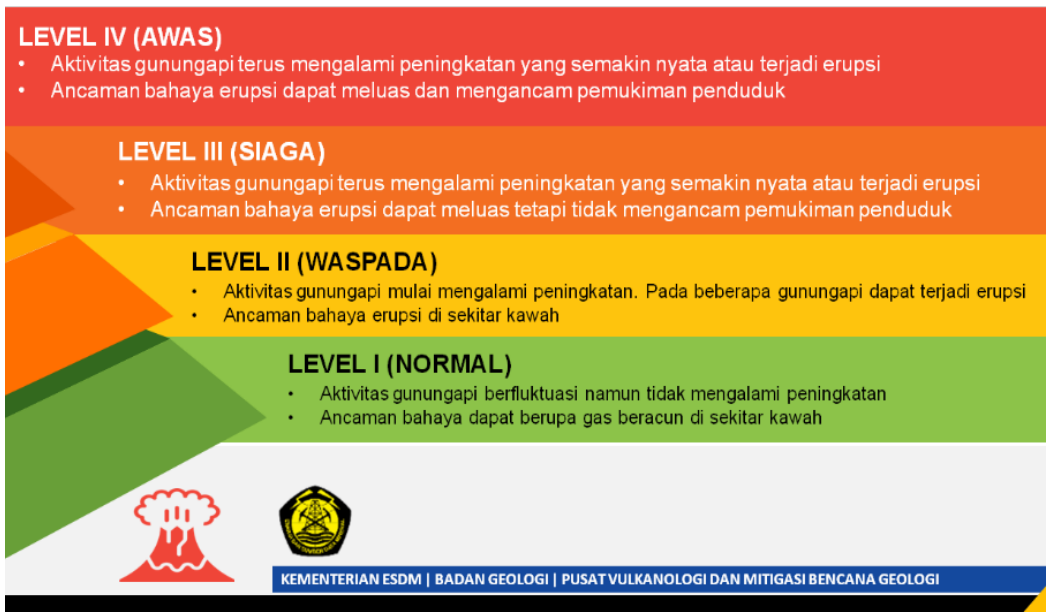 LEVEL IV (AWAS)
• Aktivitas gunungapi terus mengalami peningkatan yang semakin nyata atau terjadi erupsi
• Ancaman bahaya erupsi dapat meluas dan mengancam pemukiman penduduk
LEVEL III (SIAGA)
• Aktivitas gunungapi terus mengalami peningkatan yang semakin nyata atau terjadi erupsi
• Ancaman bahaya erupsi dapat meluas tetapi tidak mengancam pemukiman penduduk
LEVEL II (WASPADA)
• Aktivitas gunungapi mulai mengalami peningkatan. Pada beberapa gunungapi dapat terjadi erupsi
• Ancaman bahaya erupsi di sekitar kawah
LEVEL I (NORMAL)
• Aktivitas gunungapi berfluktuasi namun tidak mengalami peningkatan
• Ancaman bahaya dapat berupa gas beracun di sekitar kawah
KEMENTERIAN ESDM | BADAN GEOLOGI | PUSAT VULKANOLOGI DAN MITIGASI BENCANA GEOLOGI